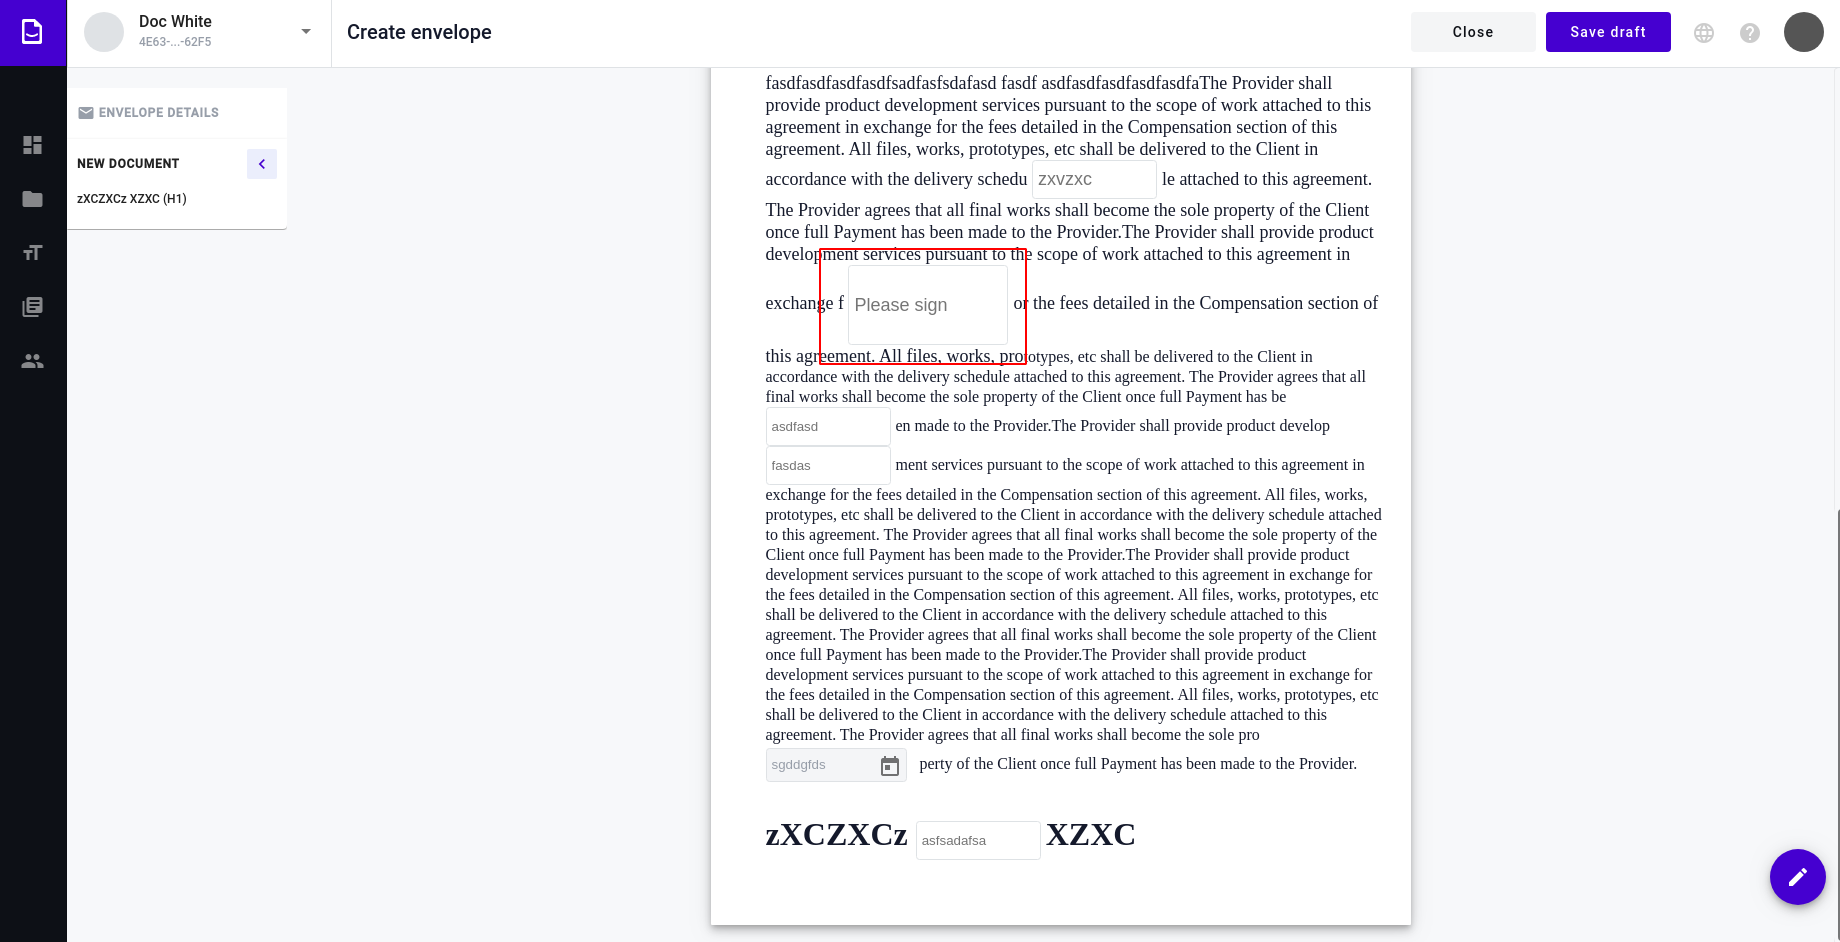 Doc White
4E63-...-62F5
Create envelope
Close
Save draft
ENVELOPE DETAILS
NEW DOCUMENT
zXCZXCz XZXC (H1)
fasdfasdfasdfasdfsadfasfsdafasd fasdf asdfasdfasdfasdfasdfaThe Provider shall
provide product development services pursuant to the scope of work attached to this
agreement in exchange for the fees detailed in the Compensation section of this
agreement. All files, works, prototypes, etc shall be delivered to the Client in
accordance with the delivery schedu zxvzxc le attached to this agreement.
The Provider agrees that all final works shall become the sole property of the Client
once full Payment has been made to the Provider.The Provider shall provide product
development services pursuant to the scope of work attached to this agreement in
exchange f Please sign or the fees detailed in the Compensation section of
this agreement. All files, works, prototypes, etc shall be delivered to the Client in
accordance with the delivery schedule attached to this agreement. The Provider agrees that all
final works shall become the sole property of the Client once full Payment has be
asdfasd en made to the Provider.The Provider shall provide product develop
fasdas ment services pursuant to the scope of work attached to this agreement in
exchange for the fees detailed in the Compensation section of this agreement. All files, works,
prototypes, etc shall be delivered to the Client in accordance with the delivery schedule attached
to this agreement. The Provider agrees that all final works shall become the sole property of the
Client once full Payment has been made to the Provider.The Provider shall provide product
development services pursuant to the scope of work attached to this agreement in exchange for
the fees detailed in the Compensation section of this agreement. All files, works, prototypes, etc
shall be delivered to the Client in accordance with the delivery schedule attached to this
agreement. The Provider agrees that all final works shall become the sole property of the Client
once full Payment has been made to the Provider.The Provider shall provide product
development services pursuant to the scope of work attached to this agreement in exchange for
the fees detailed in the Compensation section of this agreement. All files, works, prototypes, etc
shall be delivered to the Client in accordance with the delivery schedule attached to this
agreement. The Provider agrees that all final works shall become the sole pro
sgddgfds perty of the Client once full Payment has been made to the Provider.
zXCZXCz asfsadafsa XZXC